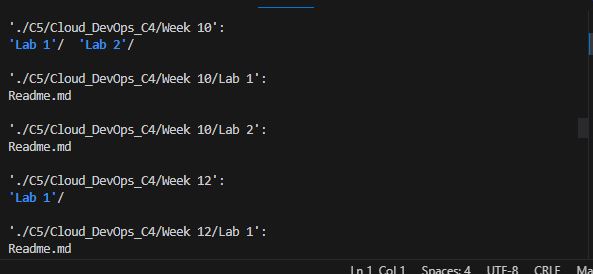 './C5/Cloud_DevOps_C4/Week 10':
'Lab 1'/  'Lab 2'/
'./C5/Cloud_DevOps_C4/Week 10/Lab 1':
Readme.md
'./C5/Cloud_DevOps_C4/Week 10/Lab 2':
Readme.md
'./C5/Cloud_DevOps_C4/Week 12':
'Lab 1'/
'./C5/Cloud_DevOps_C4/Week 12/Lab 1':
Readme.md
Ln 1, Col 1 Spaces: 4 UTF-8 CRLF